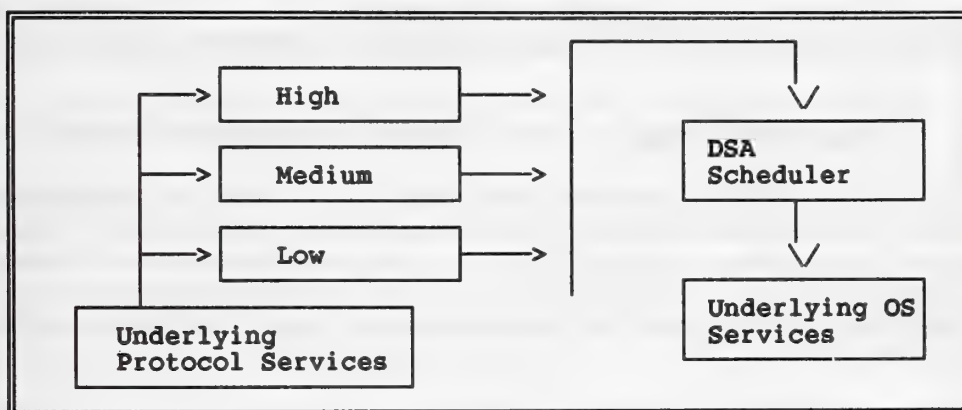 High
Medium
Low
Underlying
Protocol Services
DSA
Scheduler
Underlying OS
Services